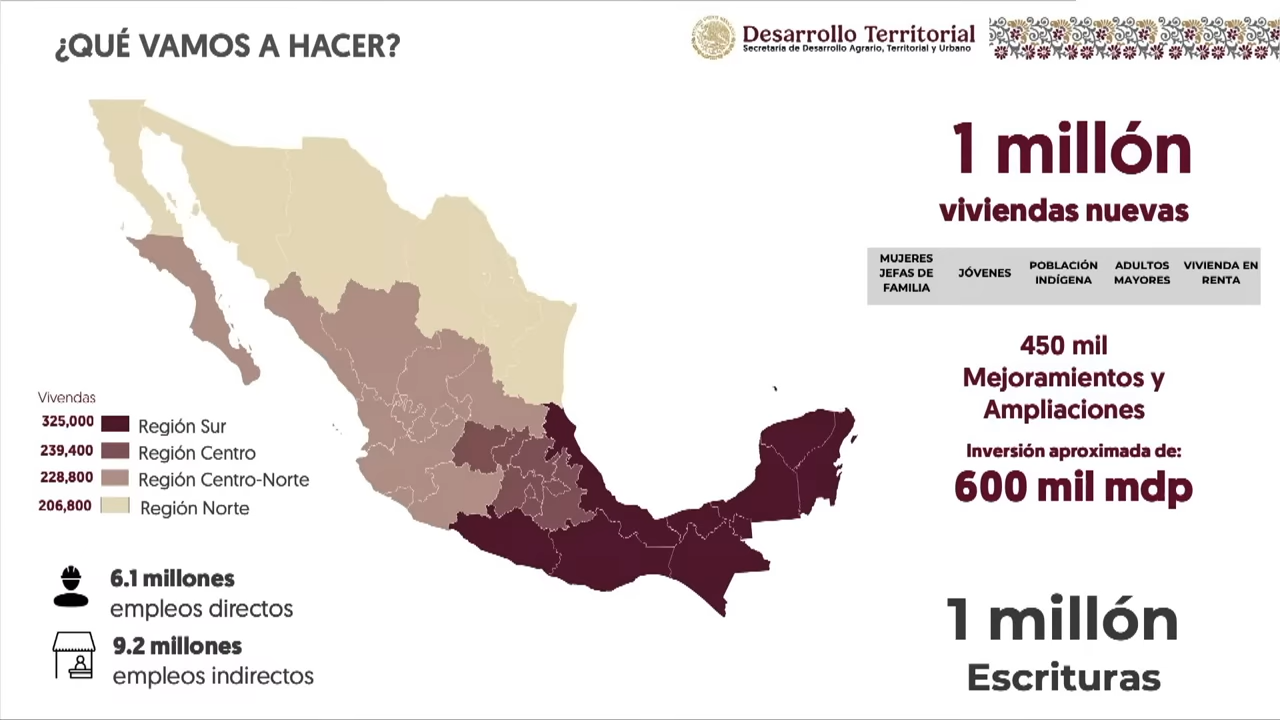 ¿QUÉ VAMOS A HACER?
Desarrollo Territorial
Secretaría de Desarrollo Agrario, Territorial y Urbano
1 millón
viviendas nuevas
MUJERES
JEFAS DE
FAMILIA
JÓVENES
POBLACIÓN
INDÍGENA
ADULTOS
MAYORES
VIVIENDA EN
RENTA
450 mil
Mejoramientos y
Ampliaciones
Inversión aproximada de:
600 mil mdp
1 millón
Escrituras
Vivendas
325,000 Región Sur
239,400 Región Centro
228,800 Región Centro-Norte
206,800 Región Norte
6.1 millones
empleos directos
9.2 millones
empleos indirectos